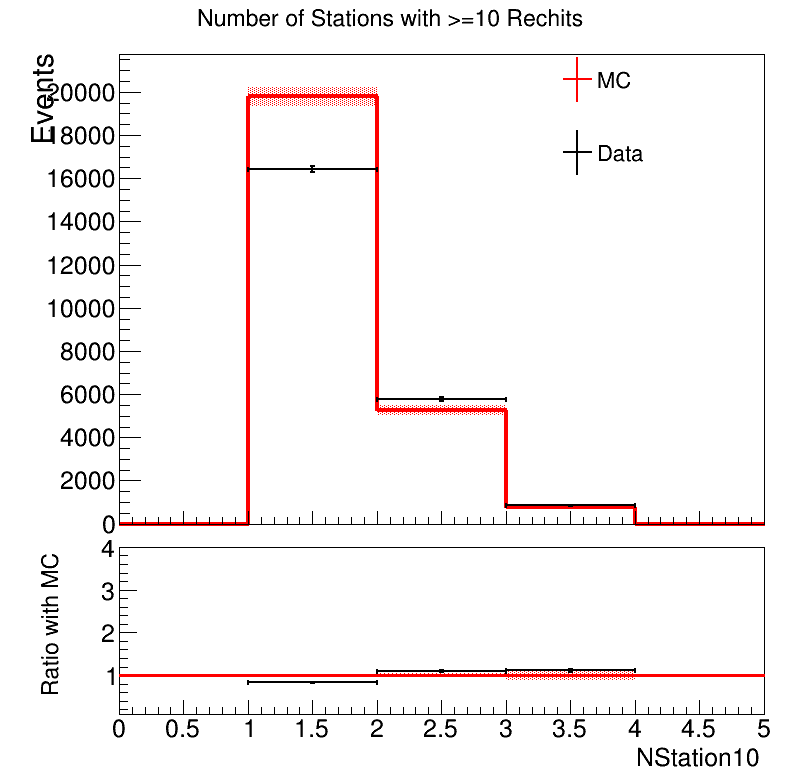 Number of Stations with >=10 Rechits
Events
MC
Data
20000
18000
16000
14000
12000
10000
8000
6000
4000
2000
0
Ratio with MC
4
3
2
1
0 0.5 1 1.5 2 2.5 3 3.5 4 4.5 5
NStation10